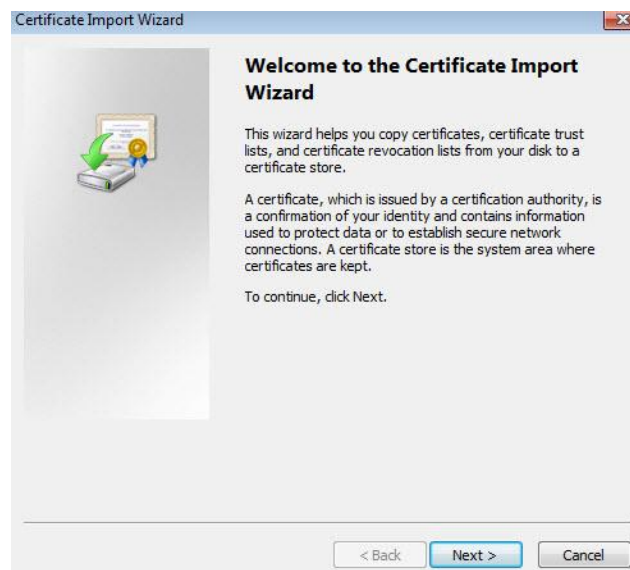 Certificate Import Wizard
Welcome to the Certificate Import
Wizard
This wizard helps you copy certificates, certificate trust
lists, and certificate revocation lists from your disk to a
certificate store.
A certificate, which is issued by a certification authority, is
a confirmation of your identity and contains information
used to protect data or to establish secure network
connections. A certificate store is the system area where
certificates are kept.
To continue, click Next.
< Back
Next >
Cancel